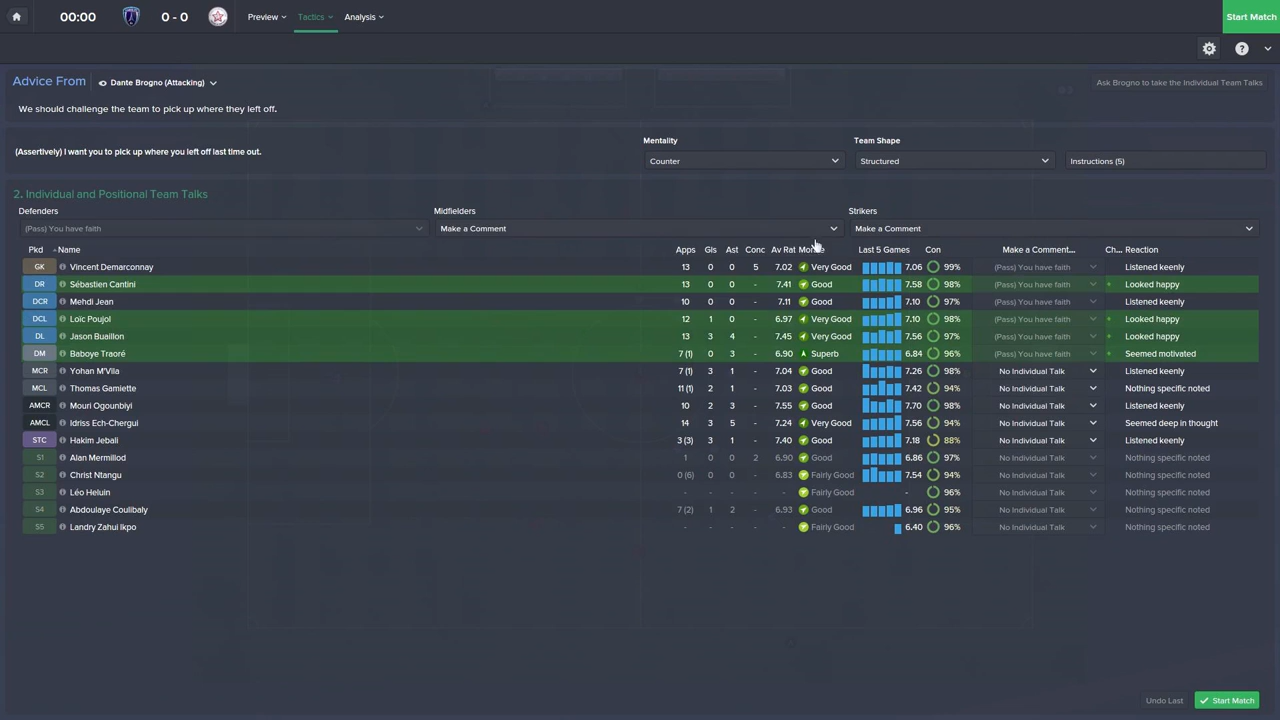 00:00 0 - 0 Preview Tactics Analysis Start Match
Advice From Dante Brogno (Attacking) Ask Brogno to take the Individual Team Talks
We should challenge the team to pick up where they left off.
Mentality Team Shape
(Assertively) I want you to pick up where you left off last time out. Counter Structured Instructions (5)
2. Individual and Positional Team Talks
Defenders Midfielders Strikers
(Pass) You have faith Make a Comment Make a Comment
Pkd Name Apps Gls Ast Conc Av Rat Last 5 Games Con Make a Comment... Ch... Reaction
GK Vincent Demarconnay 13 0 0 5 7.02 Very Good 7.06 99% (Pass) You have faith Listened keenly
DR Sébastien Cantini 13 0 0 - 7.41 Good 7.58 98% (Pass) You have faith Looked happy
DCR Mehdi Jean 10 0 0 - 7.11 Good 7.10 97% (Pass) You have faith Listened keenly
DCL Loïc Poujol 12 1 0 - 6.97 Very Good 7.10 98% (Pass) You have faith Looked happy
DL Jason Buaillon 13 3 4 - 7.45 Very Good 7.56 97% (Pass) You have faith Looked happy
DM Baboye Traoré 7 (1) 0 3 - 6.90 Superb 6.84 96% (Pass) You have faith Seemed motivated
MCR Yohan M'Vila 7 (1) 3 1 - 7.04 Good 7.26 98% No Individual Talk Listened keenly
MCL Thomas Gamiette 11 (1) 2 1 - 7.03 Good 7.42 94% No Individual Talk Nothing specific noted
AMCR Mouri Ogounbiyi 10 2 3 - 7.55 Good 7.70 98% No Individual Talk Listened keenly
AMCL Idriss Ech-Chergui 14 3 5 - 7.24 Very Good 7.56 94% No Individual Talk Seemed deep in thought
STC Hakim Jebali 3 (3) 3 1 - 7.40 Good 7.18 88% No Individual Talk Listened keenly
S1 Alan Mermillod 1 0 0 2 6.90 Good 6.86 97% No Individual Talk Nothing specific noted
S2 Christ Ntangu 0 (6) 0 0 - 6.83 Fairly Good 7.54 94% No Individual Talk Nothing specific noted
S3 Léo Heluin - - - - - Fairly Good - 96% No Individual Talk Nothing specific noted
S4 Abdoulaye Coulibaly 7 (2) 1 2 - 6.93 Good 6.96 95% No Individual Talk Nothing specific noted
S5 Landry Zahui Ikpo - - - - - Fairly Good 6.40 96% No Individual Talk Nothing specific noted
Undo Last Start Match